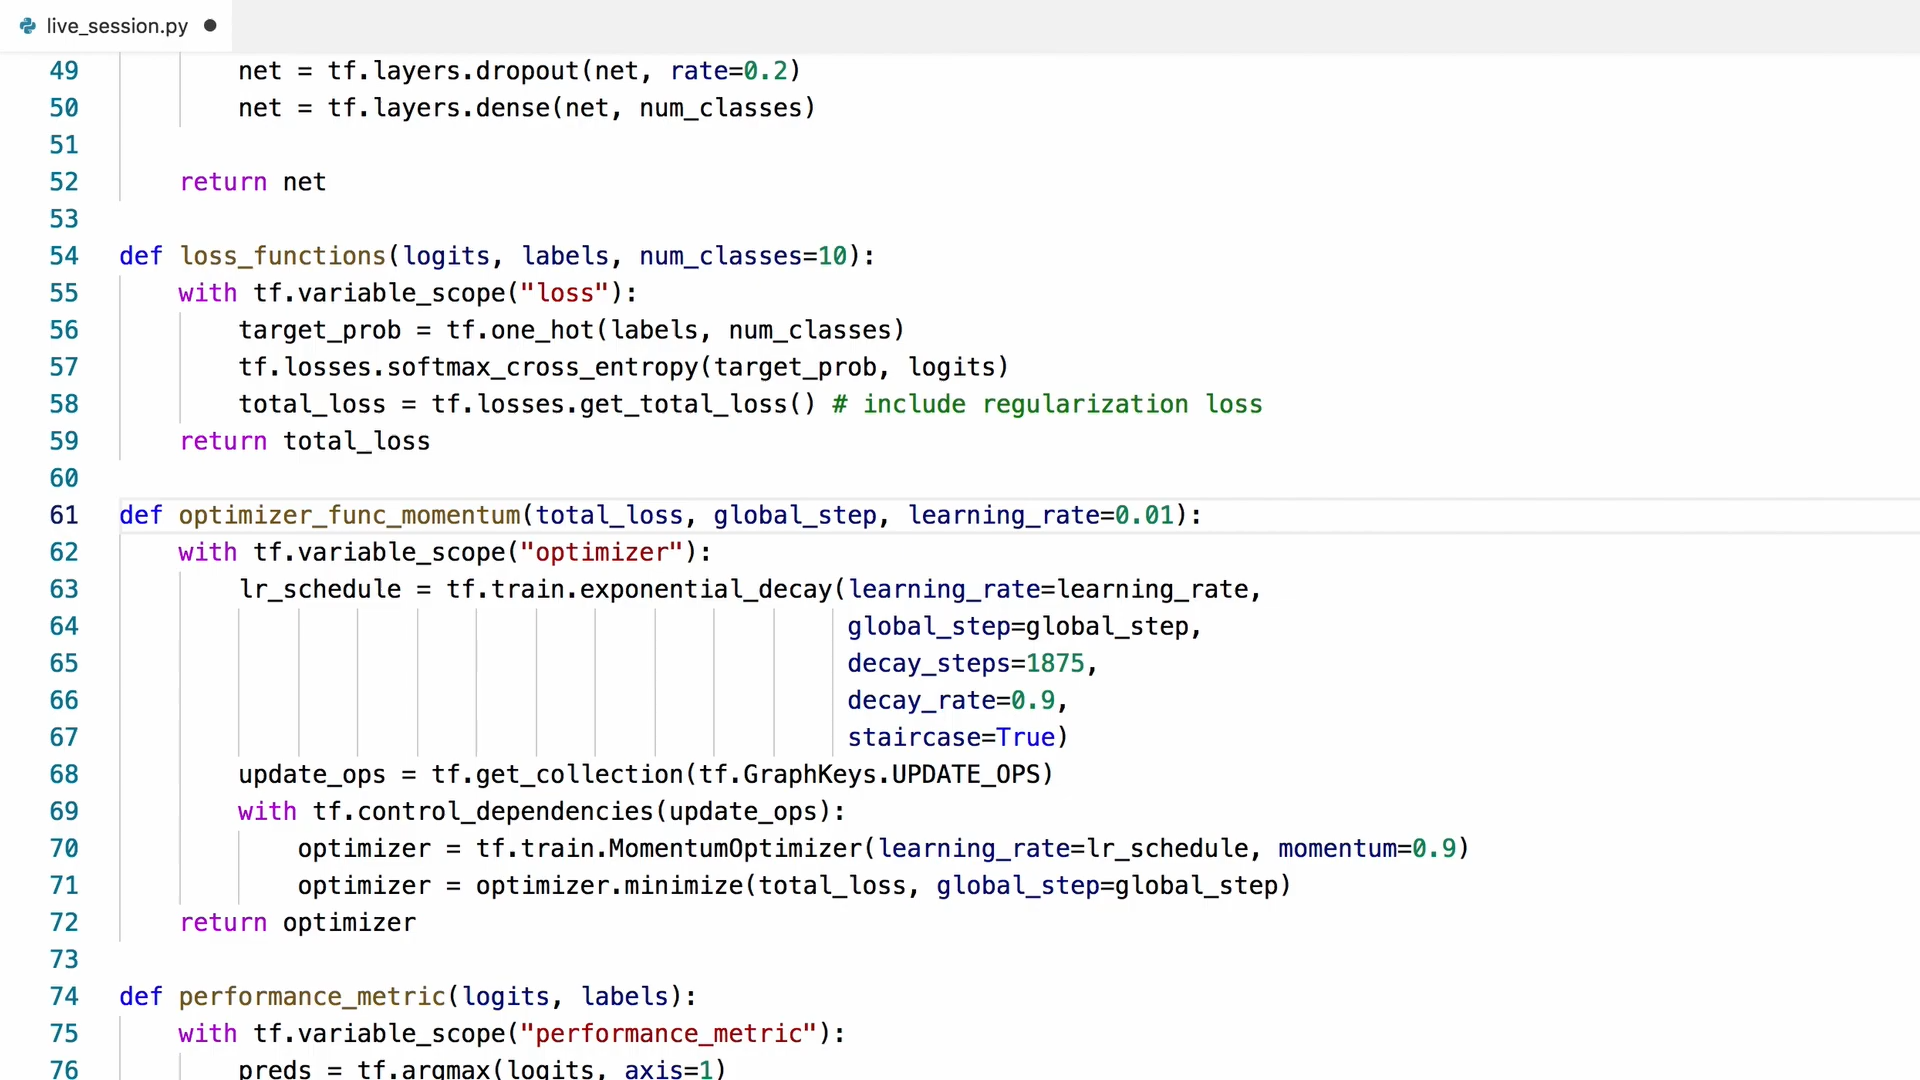 live_session.py
49 net = tf.layers.dropout(net, rate=0.2)
50 net = tf.layers.dense(net, num_classes)
51
52 return net
53
54 def loss_functions(logits, labels, num_classes=10):
55 with tf.variable_scope("loss"):
56 target_prob = tf.one_hot(labels, num_classes)
57 tf.losses.softmax_cross_entropy(target_prob, logits)
58 total_loss = tf.losses.get_total_loss() # include regularization loss
59 return total_loss
60
61 def optimizer_func_momentum(total_loss, global_step, learning_rate=0.01):
62 with tf.variable_scope("optimizer"):
63 lr_schedule = tf.train.exponential_decay(learning_rate=learning_rate,
64 global_step=global_step,
65 decay_steps=1875,
66 decay_rate=0.9,
67 staircase=True)
68 update_ops = tf.get_collection(tf.GraphKeys.UPDATE_OPS)
69 with tf.control_dependencies(update_ops):
70 optimizer = tf.train.MomentumOptimizer(learning_rate=lr_schedule, momentum=0.9)
71 optimizer = optimizer.minimize(total_loss, global_step=global_step)
72 return optimizer
73
74 def performance_metric(logits, labels):
75 with tf.variable_scope("performance_metric"):
76 preds = tf.argmax(logits, axis=1)